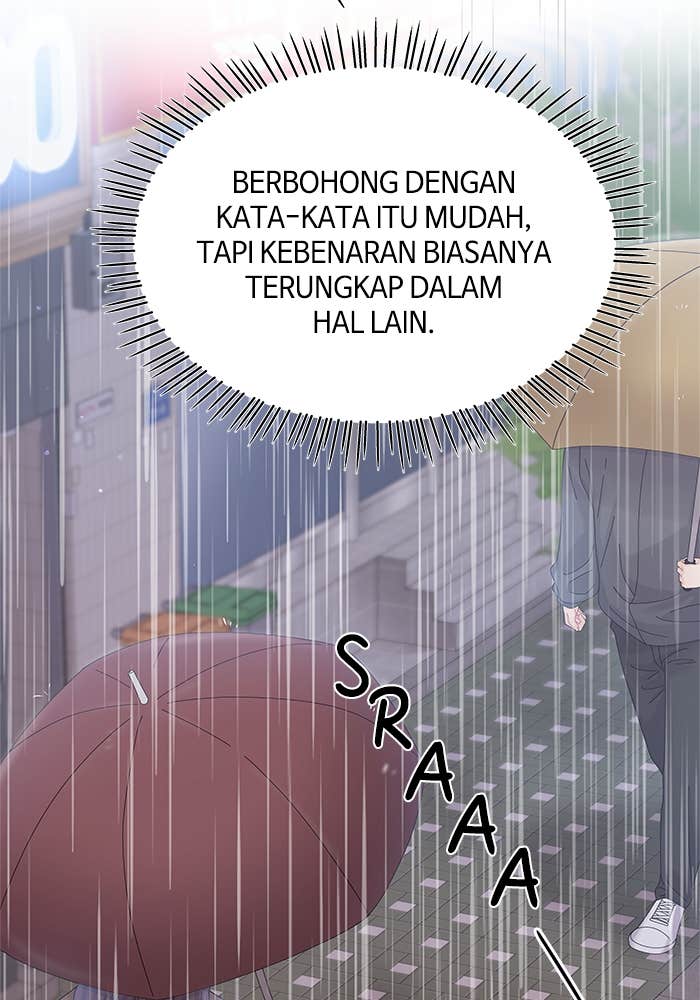 BERBOHONG DENGAN
KATA-KATA ITU MUDAH,
TAPI KEBENARAN BIASANYA
TERUNGKAP DALAM
HAL LAIN.
SRAAAA